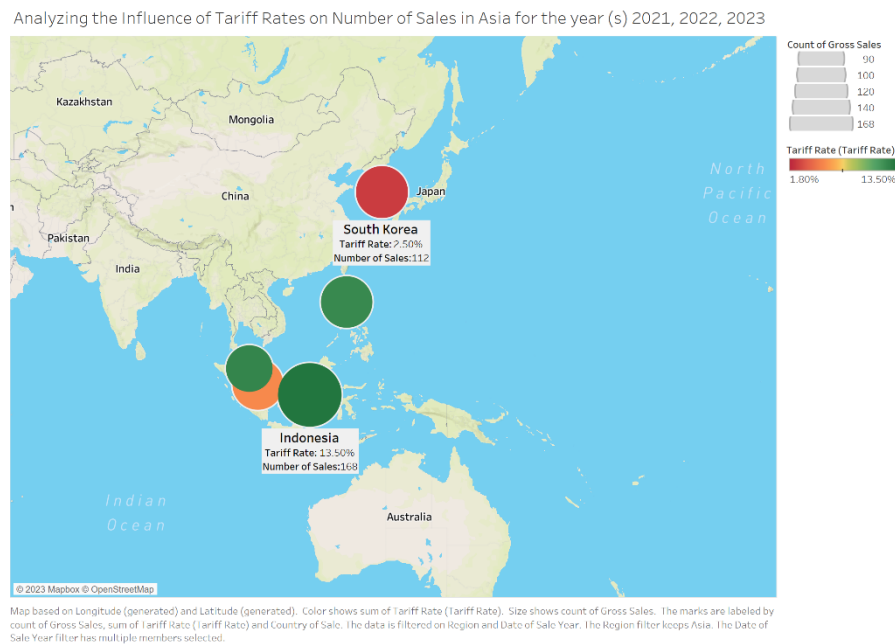 Analyzing the Influence of Tariff Rates on Number of Sales in Asia for the year (s) 2021, 2022, 2023
Count of Gross Sales
90
100
120
140
168
Tariff Rate (Tariff Rate)
1.80%
13.50%
Kazakhstan
Mongolia
North
Pacific
Ocean
Japan
China
South Korea
Tariff Rate: 2.50%
Number of Sales:112
Pakistan
India
Indonesia
Tariff Rate: 13.50%
Number of Sales:168
Indian
Ocean
Australia
© 2023 Mapbox © OpenStreetMap
Map based on Longitude (generated) and Latitude (generated). Color shows sum of Tariff Rate (Tariff Rate). Size shows count of Gross Sales. The marks are labeled by
count of Gross Sales, sum of Tariff Rate (Tariff Rate) and Country of Sale. The data is filtered on Region and Date of Sale Year. The Region filter keeps Asia. The Date of
Sale Year filter has multiple members selected.